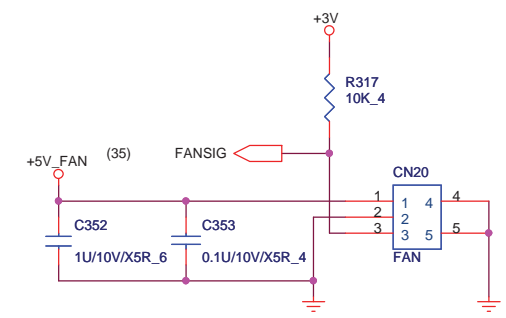 +3V
R317
10K_4
(35)
FANSIG
+5V_FAN
CN20
C352
C353
1 1 4 4
2 2
3 3 5 5
1U/10V/X5R_6
0.1U/10V/X5R_4
FAN